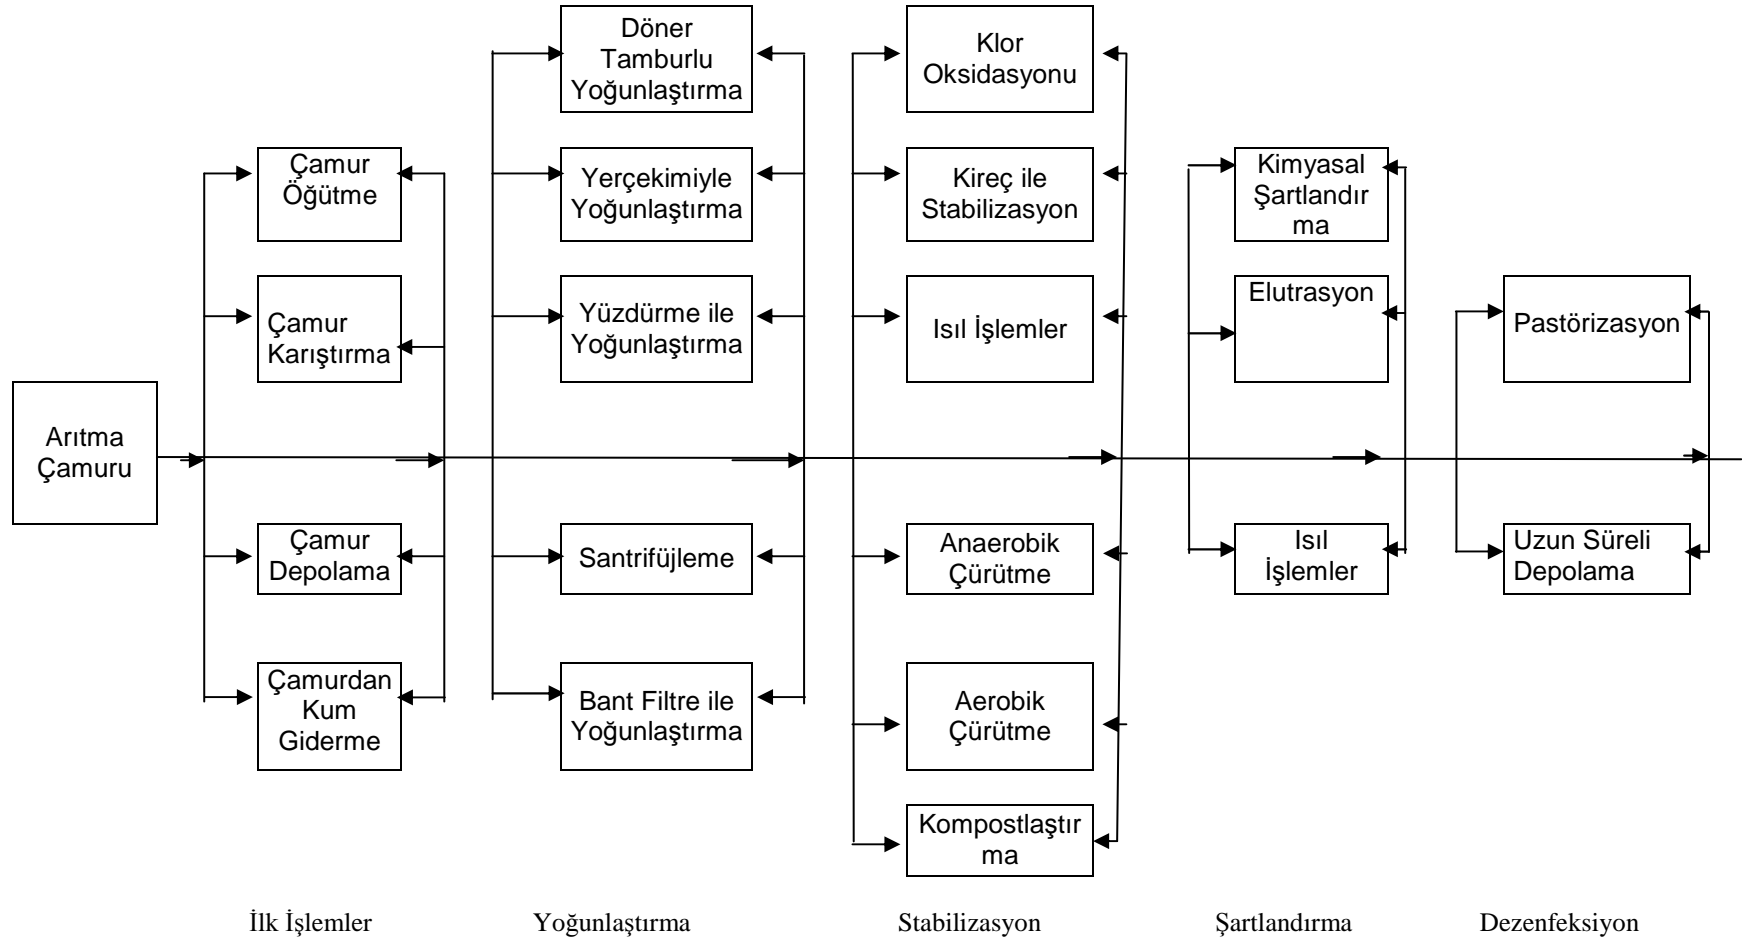 Arıtma
Çamuru
Çamur
Öğütme
Çamur
Karıştırma
Çamur
Depolama
Çamurdan
Kum
Giderme
Döner
Tamburlu
Yoğunlaştırma
Yerçekimiyle
Yoğunlaştırma
Yüzdürme ile
Yoğunlaştırma
Santrifüjleme
Bant Filtre ile
Yoğunlaştırma
Klor
Oksidasyonu
Kireç ile
Stabilizasyon
Isıl İşlemler
Anaerobik
Çürütme
Aerobik
Çürütme
Kompostlaştır
ma
Kimyasal
Şartlandır
ma
Elutrasyon
Isıl
İşlemler
Pastörizasyon
Uzun Süreli
Depolama
İlk İşlemler
Yoğunlaştırma
Stabilizasyon
Şartlandırma
Dezenfeksiyon